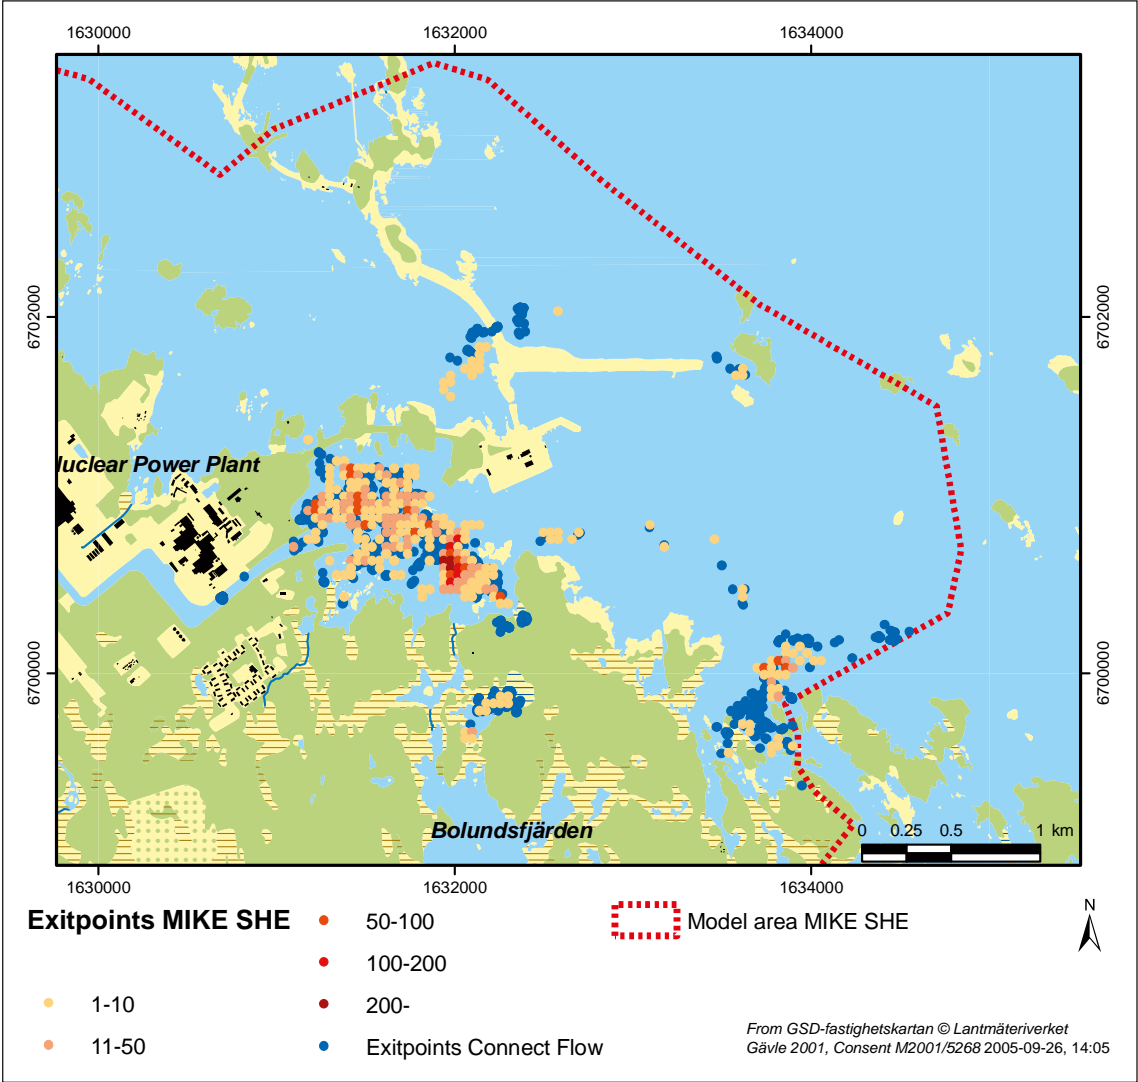 1630000 1632000 1634000
6702000 6702000
Nuclear Power Plant
6700000 6700000
Bolundsfjärden
0 0.25 0.5 1 km
1630000 1632000 1634000
Exitpoints MIKE SHE
1-10
11-50
50-100
100-200
200-
Exitpoints Connect Flow
Model area MIKE SHE
N
From GSD-fastighetskartan © Lantmäteriverket
Gävle 2001, Consent M2001/5268 2005-09-26, 14:05